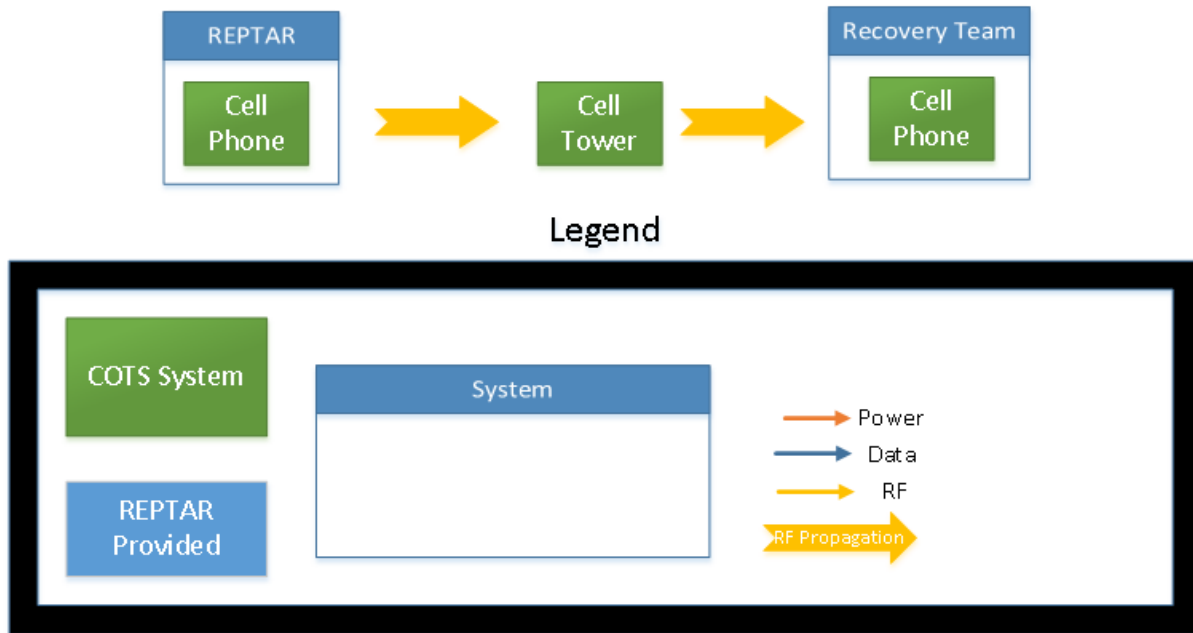 REPTAR
Recovery Team
Cell
Phone
Cell
Tower
Cell
Phone
Legend
COTS System
System
REPTAR
Provided
Power
Data
RF
RF Propagation